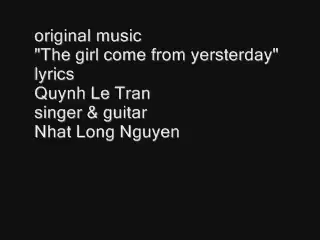 original music
"The girl come from yersterday"
lyrics
Quynh Le Tran
singer & guitar
Nhat Long Nguyen